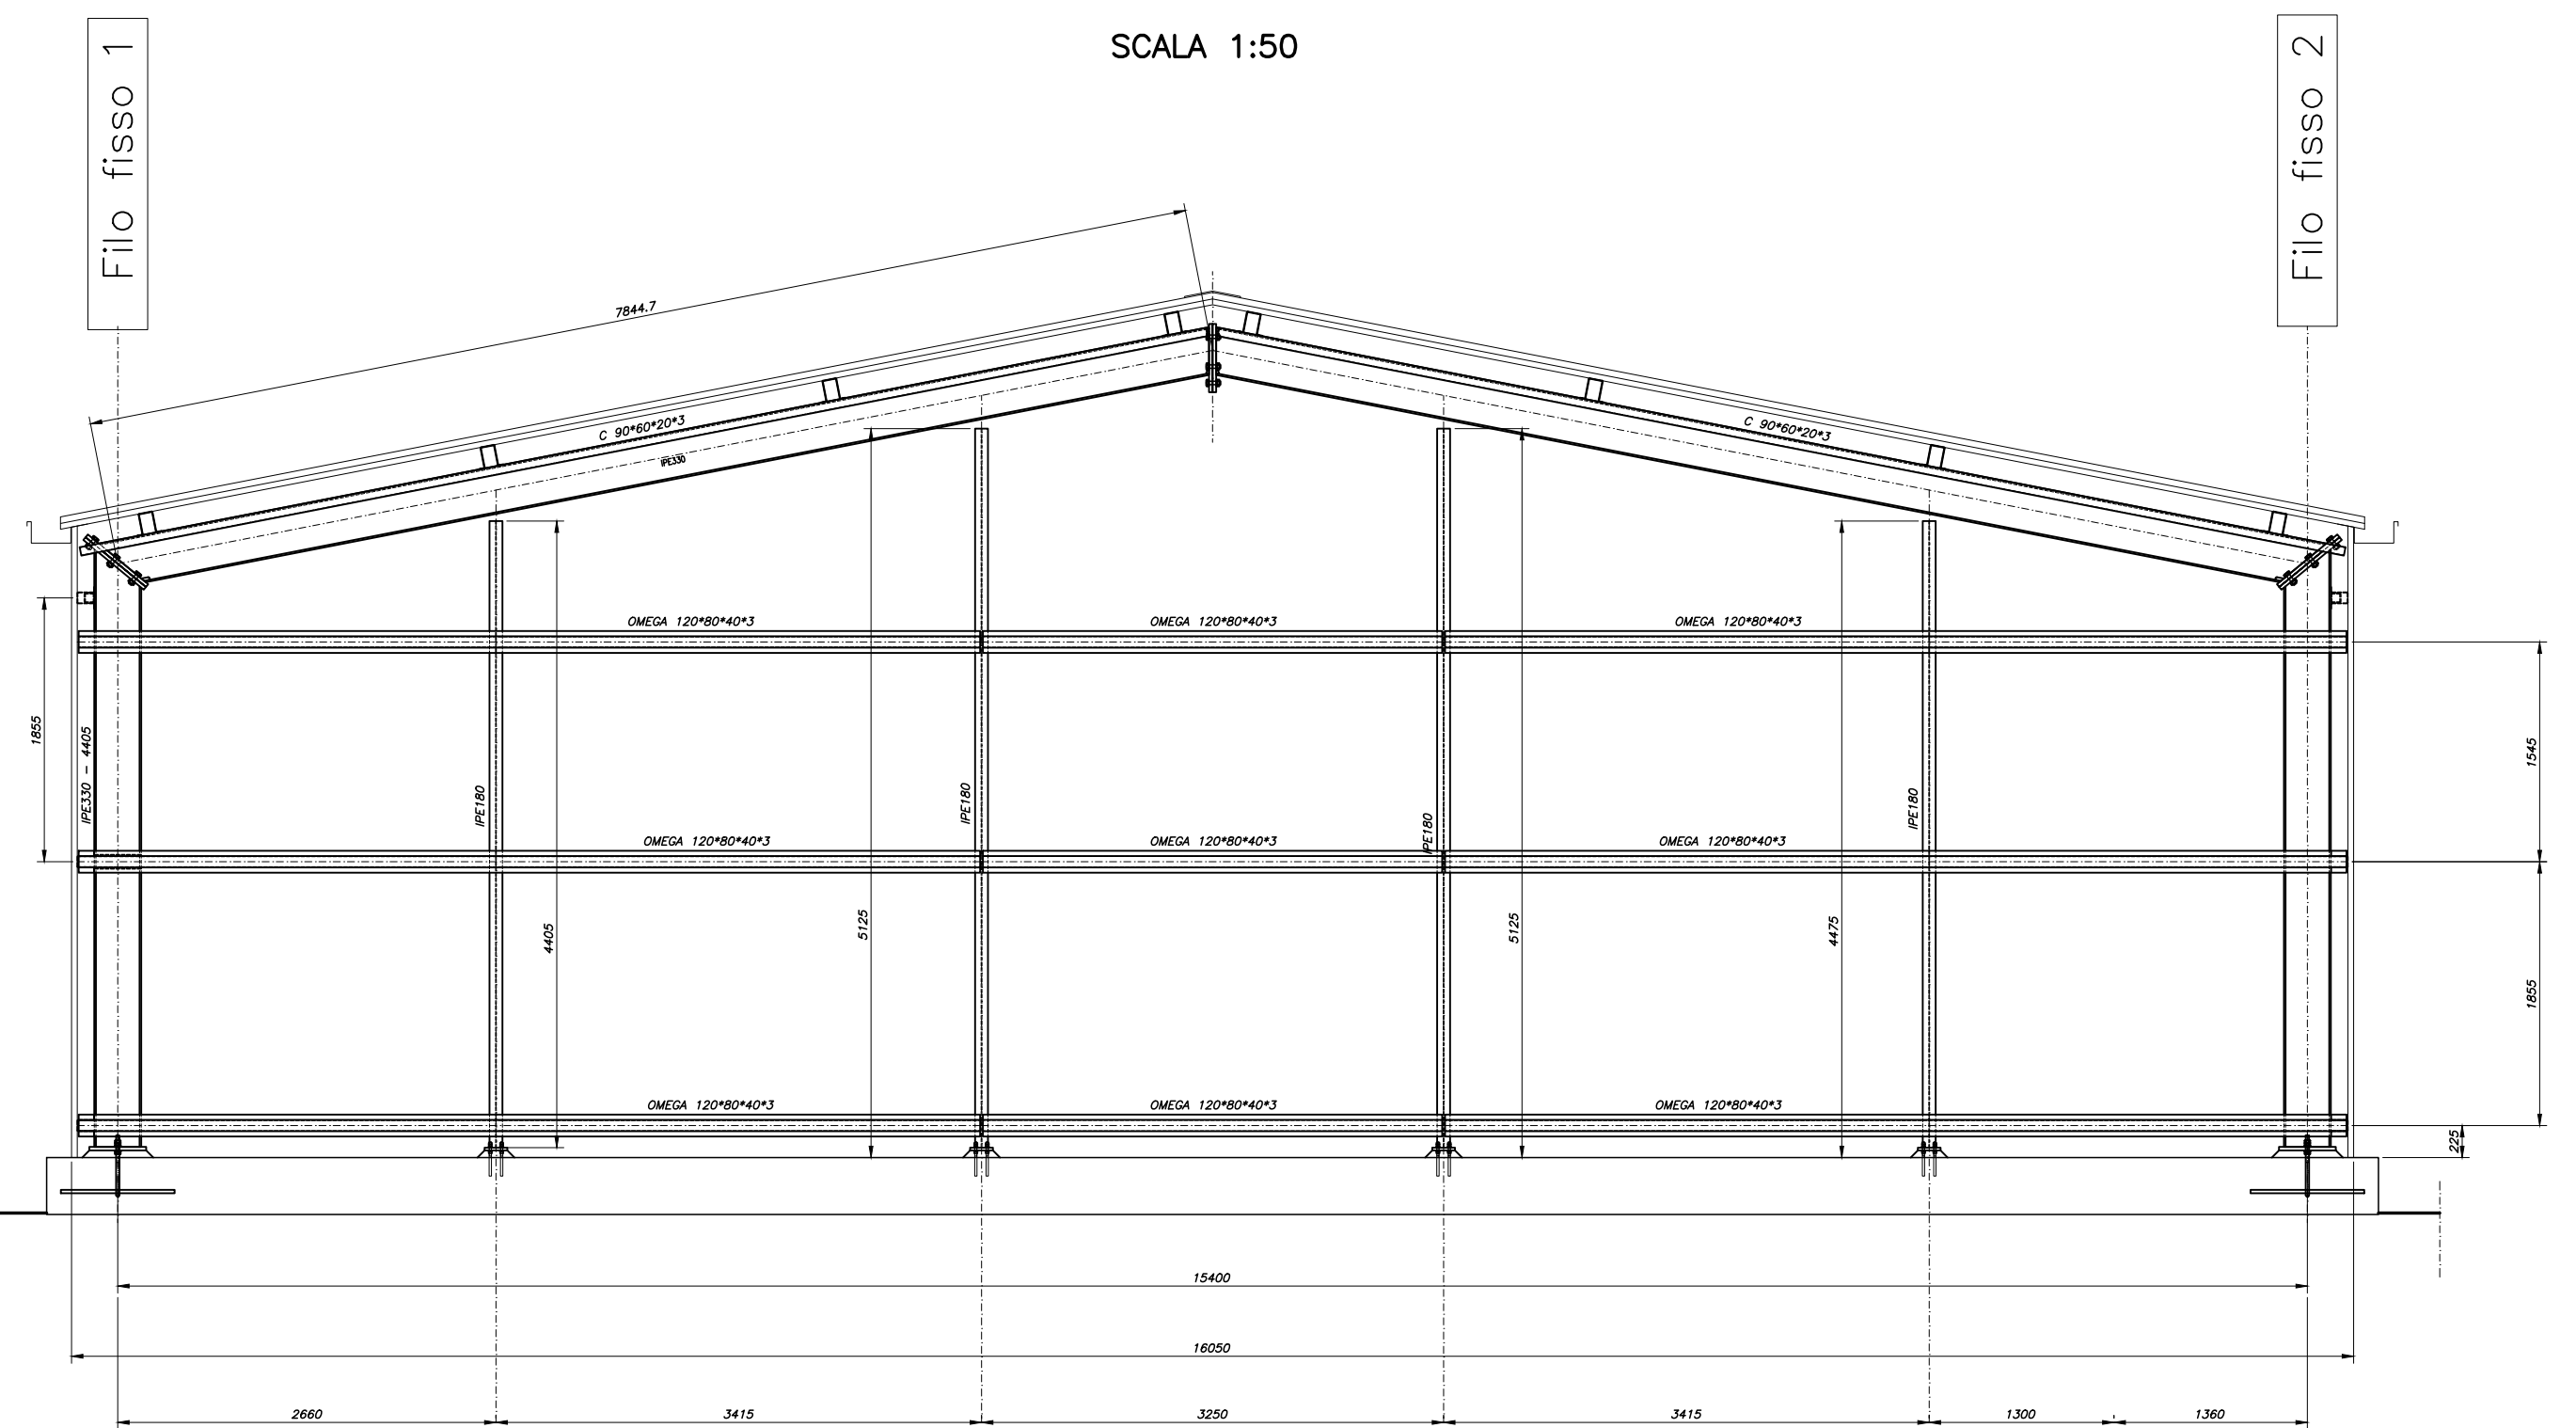 SCALA 1:50
Filo fisso 1
Filo fisso 2
7844.7
C 90*60*20*3
C 90*60*20*3
IPE330
OMEGA 120*80*40*3
OMEGA 120*80*40*3
OMEGA 120*80*40*3
1855
IPE330 - 4405
IPE180
IPE180
IPE180
IPE180
1545
OMEGA 120*80*40*3
OMEGA 120*80*40*3
OMEGA 120*80*40*3
4405
5125
5125
4475
1855
OMEGA 120*80*40*3
OMEGA 120*80*40*3
OMEGA 120*80*40*3
225
15400
16050
2660
3415
3250
3415
1300
1360